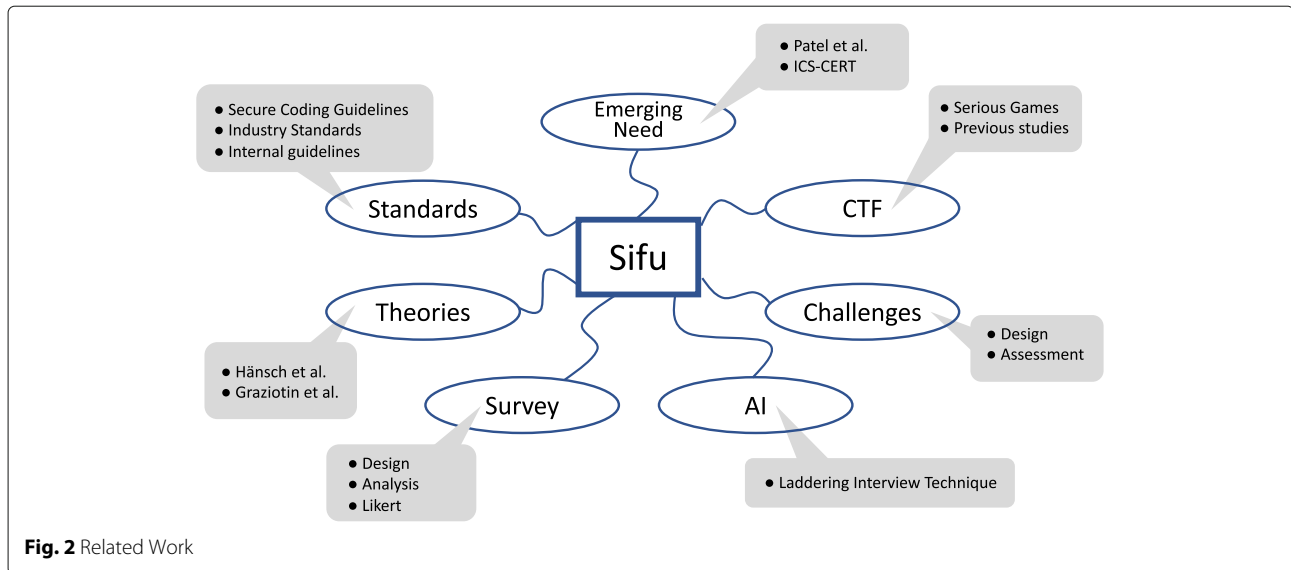 ● Patel et al.
● ICS-CERT
Emerging
Need
● Secure Coding Guidelines
● Industry Standards
● Internal guidelines
Standards
● Serious Games
● Previous studies
CTF
Sifu
Theories
● Hänsch et al.
● Graziotin et al.
Challenges
● Design
● Assessment
Survey
● Design
● Analysis
● Likert
AI
● Laddering Interview Technique
Fig. 2 Related Work